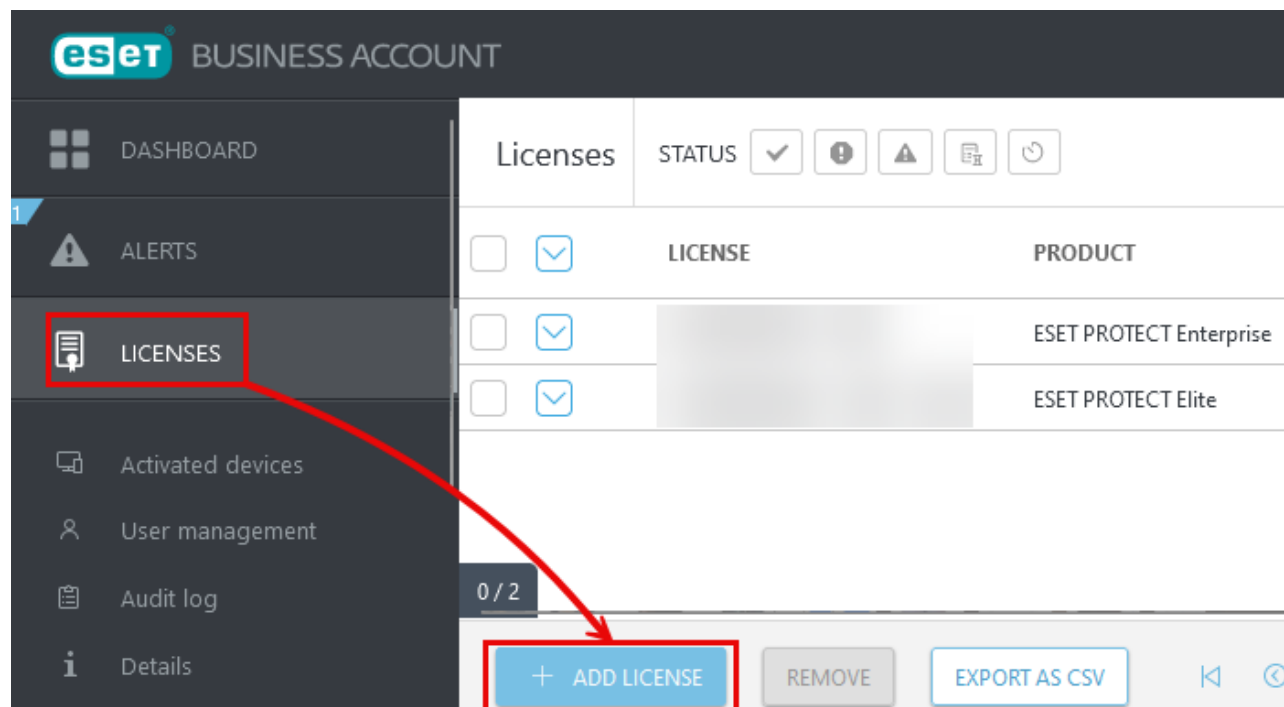 eset® BUSINESS ACCOUNT
DASHBOARD
1
ALERTS
LICENSES
Activated devices
User management
Audit log
Details
Licenses STATUS
LICENSE PRODUCT
ESET PROTECT Enterprise
ESET PROTECT Elite
0 / 2
+ ADD LICENSE REMOVE EXPORT AS CSV